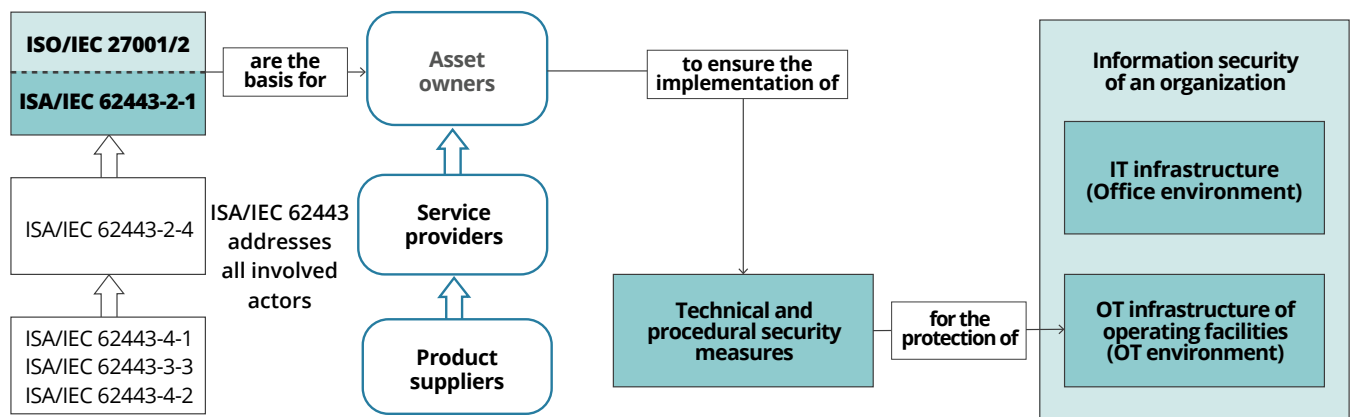 ISO/IEC 27001/2
ISA/IEC 62443-2-1
are the
basis for
Asset
owners
to ensure the
implementation of
Information security
of an organization
IT infrastructure
(Office environment)
ISA/IEC 62443-2-4
ISA/IEC 62443
addresses
all involved
actors
Service
providers
Technical and
procedural security
measures
for the
protection of
OT infrastructure of
operating facilities
(OT environment)
ISA/IEC 62443-4-1
ISA/IEC 62443-3-3
ISA/IEC 62443-4-2
Product
suppliers